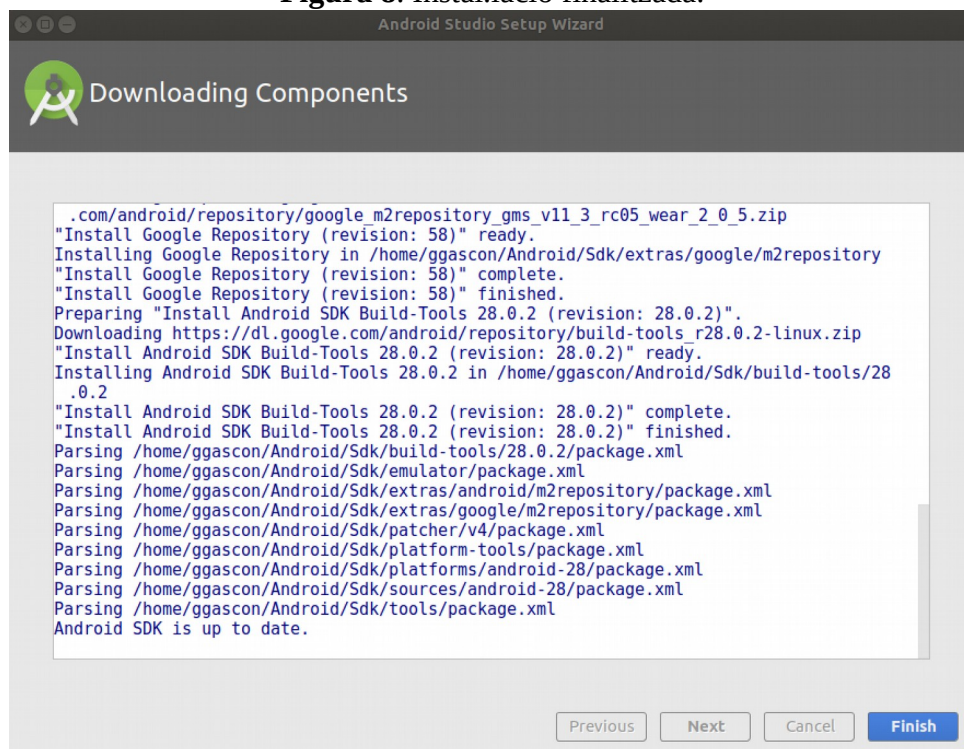 Figura 8. Instal·lació finalitzada.
Android Studio Setup Wizard
Downloading Components
.com/android/repository/google_m2repository_gms_v11_3_rc05_wear_2_0_5.zip
"Install Google Repository (revision: 58)" ready.
Installing Google Repository in /home/ggascon/Android/Sdk/extras/google/m2repository
"Install Google Repository (revision: 58)" complete.
"Install Google Repository (revision: 58)" finished.
Preparing "Install Android SDK Build-Tools 28.0.2 (revision: 28.0.2)".
Downloading https://dl.google.com/android/repository/build-tools_r28.0.2-linux.zip
"Install Android SDK Build-Tools 28.0.2 (revision: 28.0.2)" ready.
Installing Android SDK Build-Tools 28.0.2 in /home/ggascon/Android/Sdk/build-tools/28
.0.2
"Install Android SDK Build-Tools 28.0.2 (revision: 28.0.2)" complete.
"Install Android SDK Build-Tools 28.0.2 (revision: 28.0.2)" finished.
Parsing /home/ggascon/Android/Sdk/build-tools/28.0.2/package.xml
Parsing /home/ggascon/Android/Sdk/emulator/package.xml
Parsing /home/ggascon/Android/Sdk/extras/android/m2repository/package.xml
Parsing /home/ggascon/Android/Sdk/extras/google/m2repository/package.xml
Parsing /home/ggascon/Android/Sdk/patcher/v4/package.xml
Parsing /home/ggascon/Android/Sdk/platform-tools/package.xml
Parsing /home/ggascon/Android/Sdk/platforms/android-28/package.xml
Parsing /home/ggascon/Android/Sdk/sources/android-28/package.xml
Parsing /home/ggascon/Android/Sdk/tools/package.xml
Android SDK is up to date.
Previous Next Cancel Finish